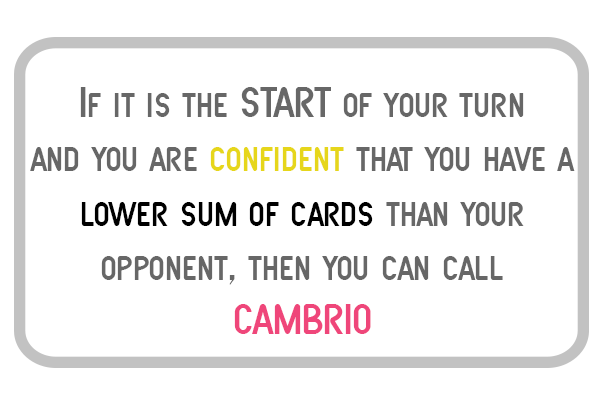 If it is the START of your turn
and you are confident that you have a
lower sum of cards than your
opponent, then you can call
CAMBRIO